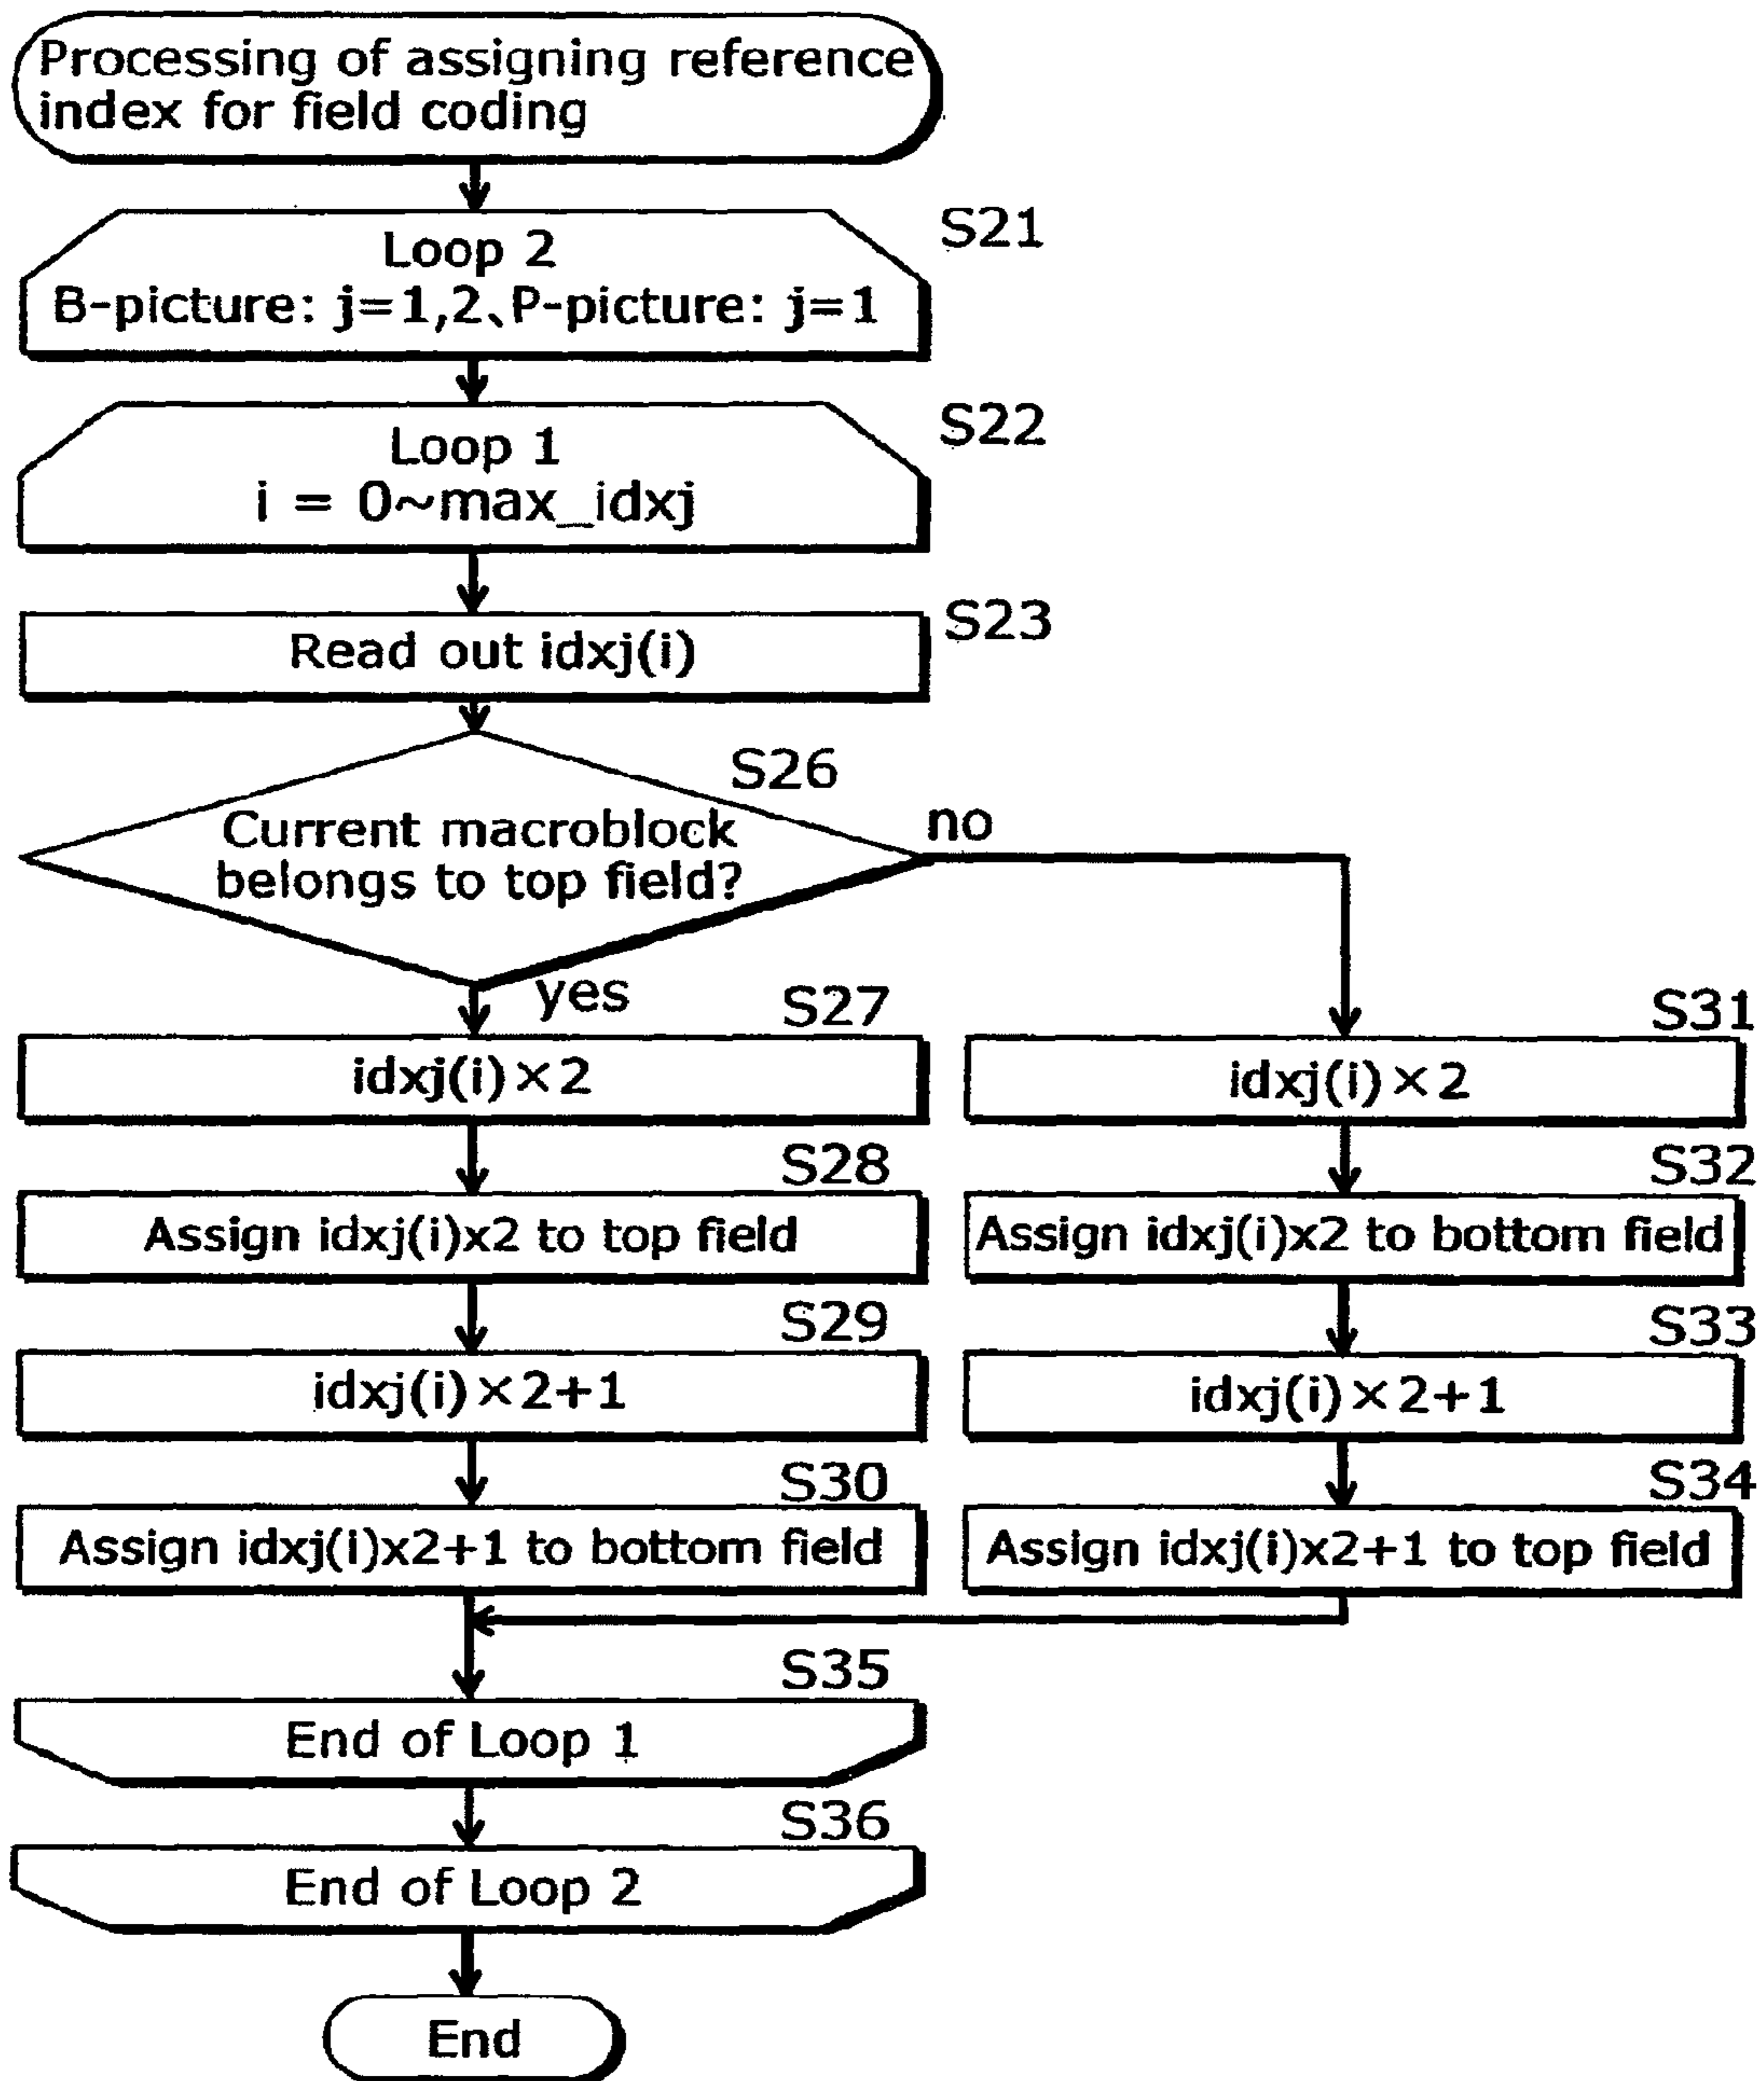 Processing of assigning reference
index for field coding
S21
Loop 2
B-picture: j=1,2、P-picture: j=1
S22
Loop 1
i = 0~max_idxj
S23
Read out idxj(i)
S26
Current macroblock
belongs to top field?
no
yes
S27
idxj(i)×2
S28
Assign idxj(i)x2 to top field
S29
idxj(i)×2+1
S30
Assign idxj(i)x2+1 to bottom field
S31
idxj(i)×2
S32
Assign idxj(i)x2 to bottom field
S33
idxj(i)×2+1
S34
Assign idxj(i)x2+1 to top field
S35
End of Loop 1
S36
End of Loop 2
End